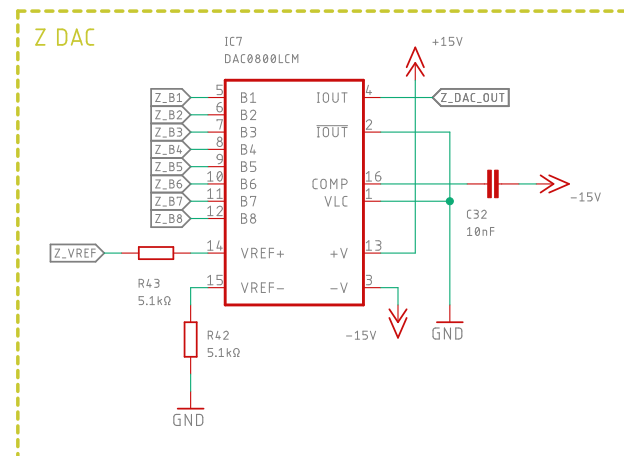 Z DAC
IC7
DAC0800LCM
+15V
Z_B1 5 B1 IOUT 4 Z_DAC_OUT
Z_B2 6 B2
Z_B3 7 B3 IOUT 2
Z_B4 8 B4
Z_B5 9 B5
Z_B6 10 B6 COMP 16
Z_B7 11 B7 VLC 1
Z_B8 12 B8
-15V
C32
10nF
Z_VREF 14 VREF+ +V 13
R43
5.1kΩ
15 VREF- -V 3
-15V
GND
R42
5.1kΩ
GND